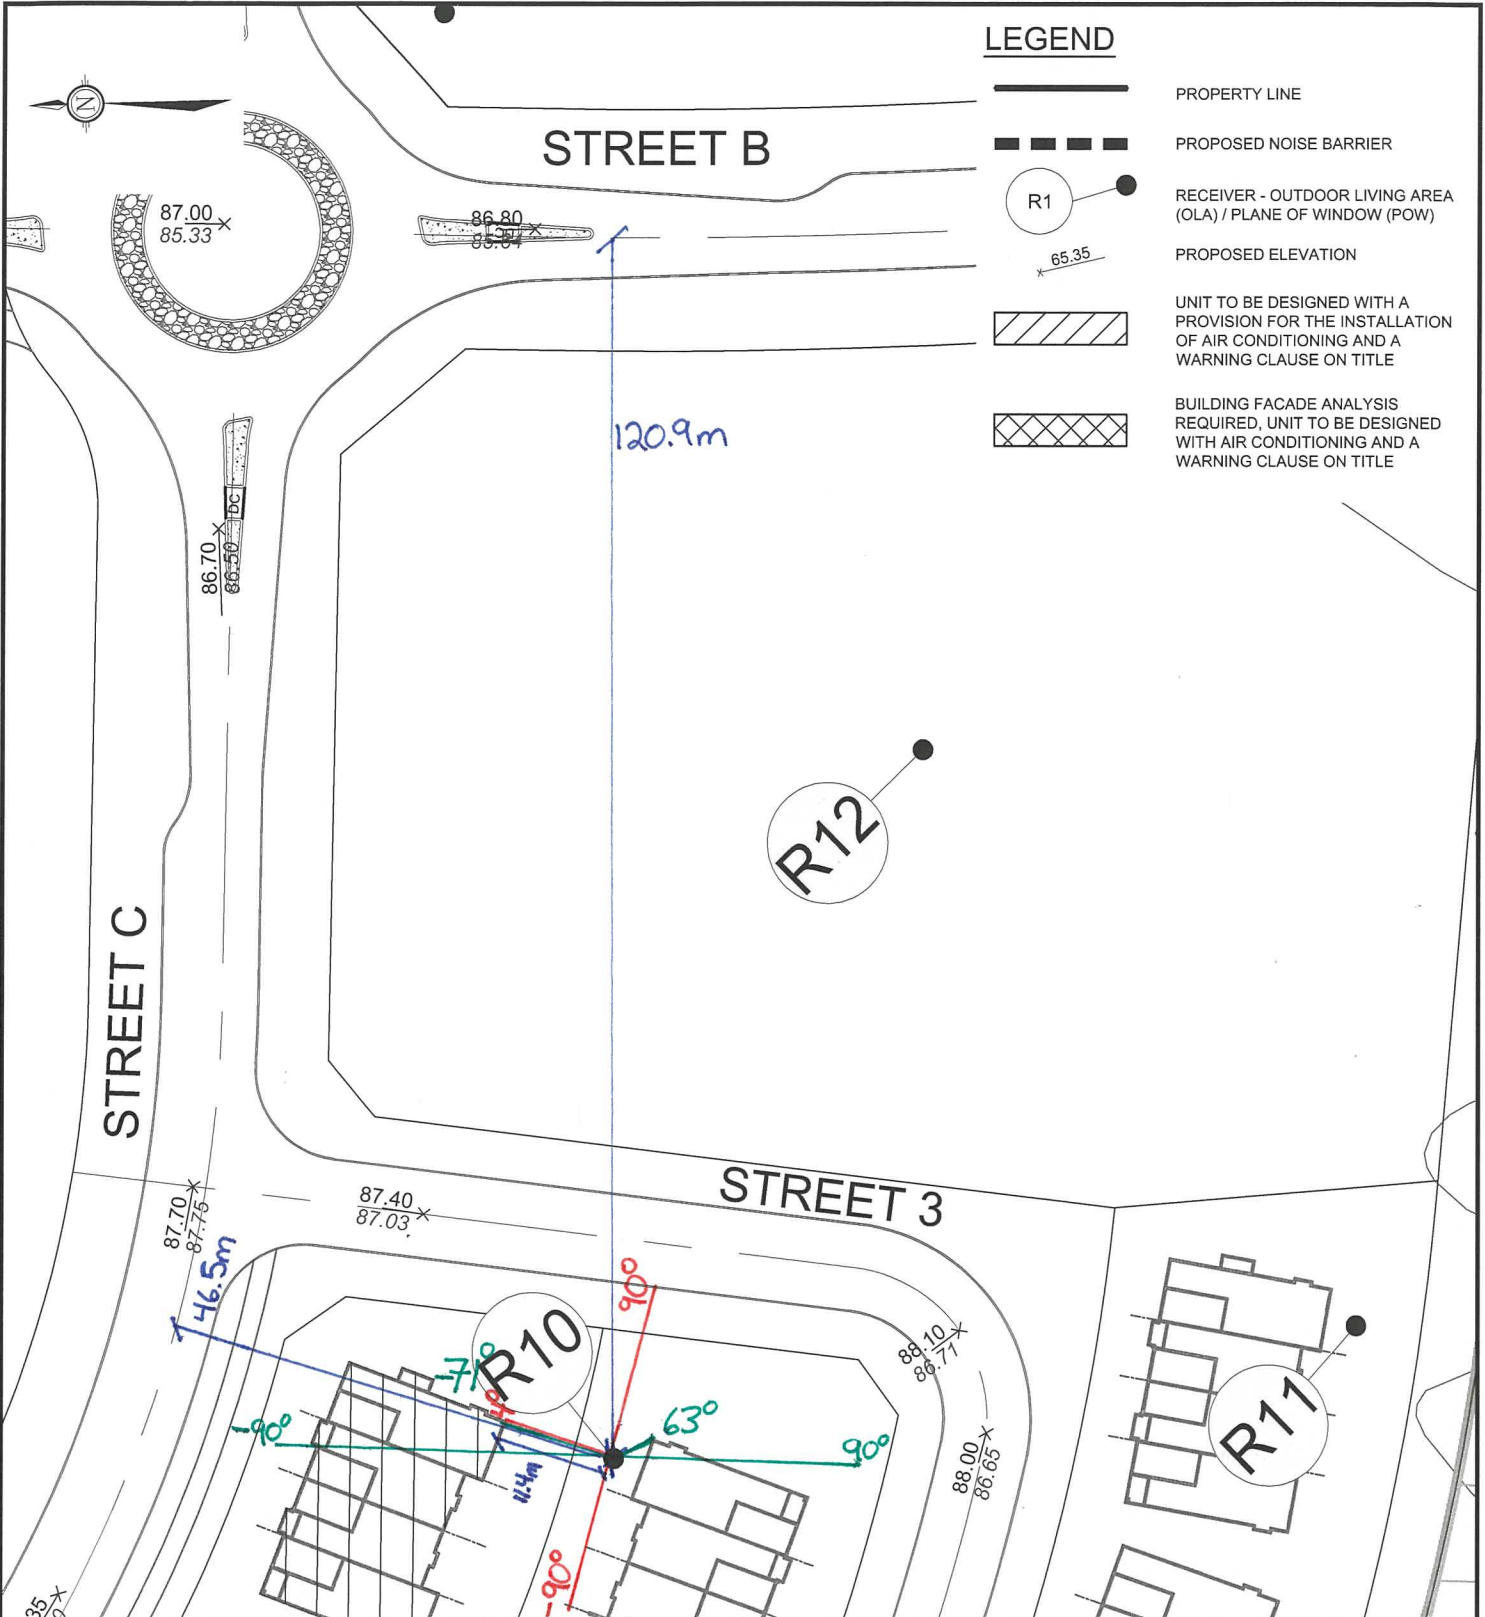 LEGEND
PROPERTY LINE
PROPOSED NOISE BARRIER
R1
RECEIVER - OUTDOOR LIVING AREA
(OLA) / PLANE OF WINDOW (POW)
65.35
PROPOSED ELEVATION
UNIT TO BE DESIGNED WITH A
PROVISION FOR THE INSTALLATION
OF AIR CONDITIONING AND A
WARNING CLAUSE ON TITLE
BUILDING FACADE ANALYSIS
REQUIRED, UNIT TO BE DESIGNED
WITH AIR CONDITIONING AND A
WARNING CLAUSE ON TITLE
N
STREET B
87.00
85.33
86.80
120.9m
DC
86.70
86.50
R12
STREET C
STREET 3
87.40
87.03
87.70
87.75
46.5m
90°
R10
-71°
4°
63°
-90°
90°
11.4m
-90°
88.10
86.71
88.00
86.65
R11